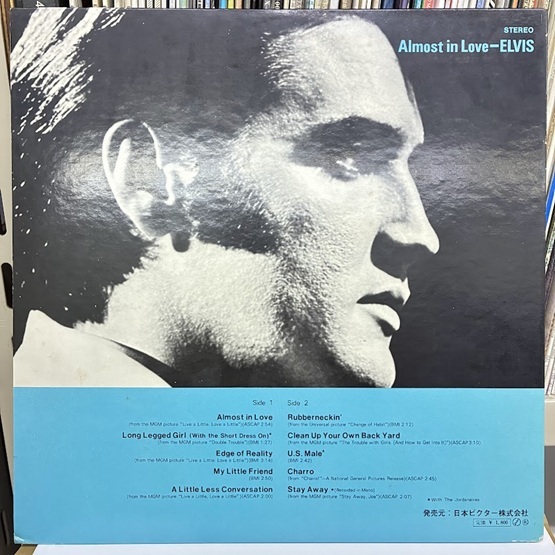 STEREO
Almost in Love—ELVIS
Side 1
Almost in Love
(from the MGM picture "Live a Little, Love a Little")(ASCAP 2:54)
Long Legged Girl (With the Short Dress On)*
(from the MGM picture "Double Trouble")(BMI 1:27)
Edge of Reality
(from the MGM picture "Live a Little, Love a Little")(BMI 3:14)
My Little Friend
(BMI 2:50)
A Little Less Conversation
(from the MGM picture "Live a Little, Love a Little")(ASCAP 2:00)
Side 2
Rubberneckin'
(from the Universal picture "Change of Habit")(BMI 2:12)
Clean Up Your Own Back Yard
(from the MGM picture "The Trouble with Girls (And How to Get Into It)")(ASCAP 3:10)
U.S. Male*
(BMI 2:42)
Charro
(from "Charro!"—A National General Pictures Release)(ASCAP 2:45)
Stay Away *(Recorded in Mono)
(from the MGM picture "Stay Away, Joe")(ASCAP 2:07)
* With The Jordanaires
発売元：日本ビクター株式会社
定価 ¥ 1,800